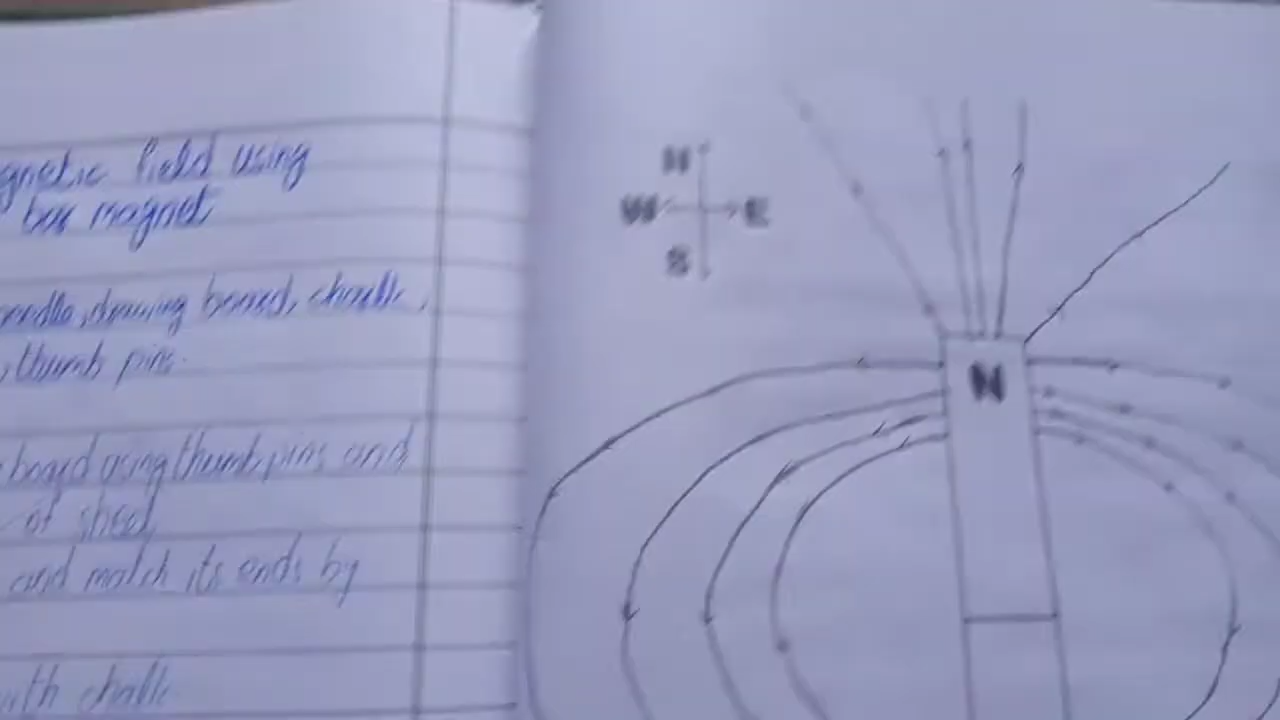 gnetic field using
bar magnet
needle, drawing board, chalk,
, thumb pins.
board using thumb pins and
of sheet
and match its ends by
with chalk
N
W E
S
N